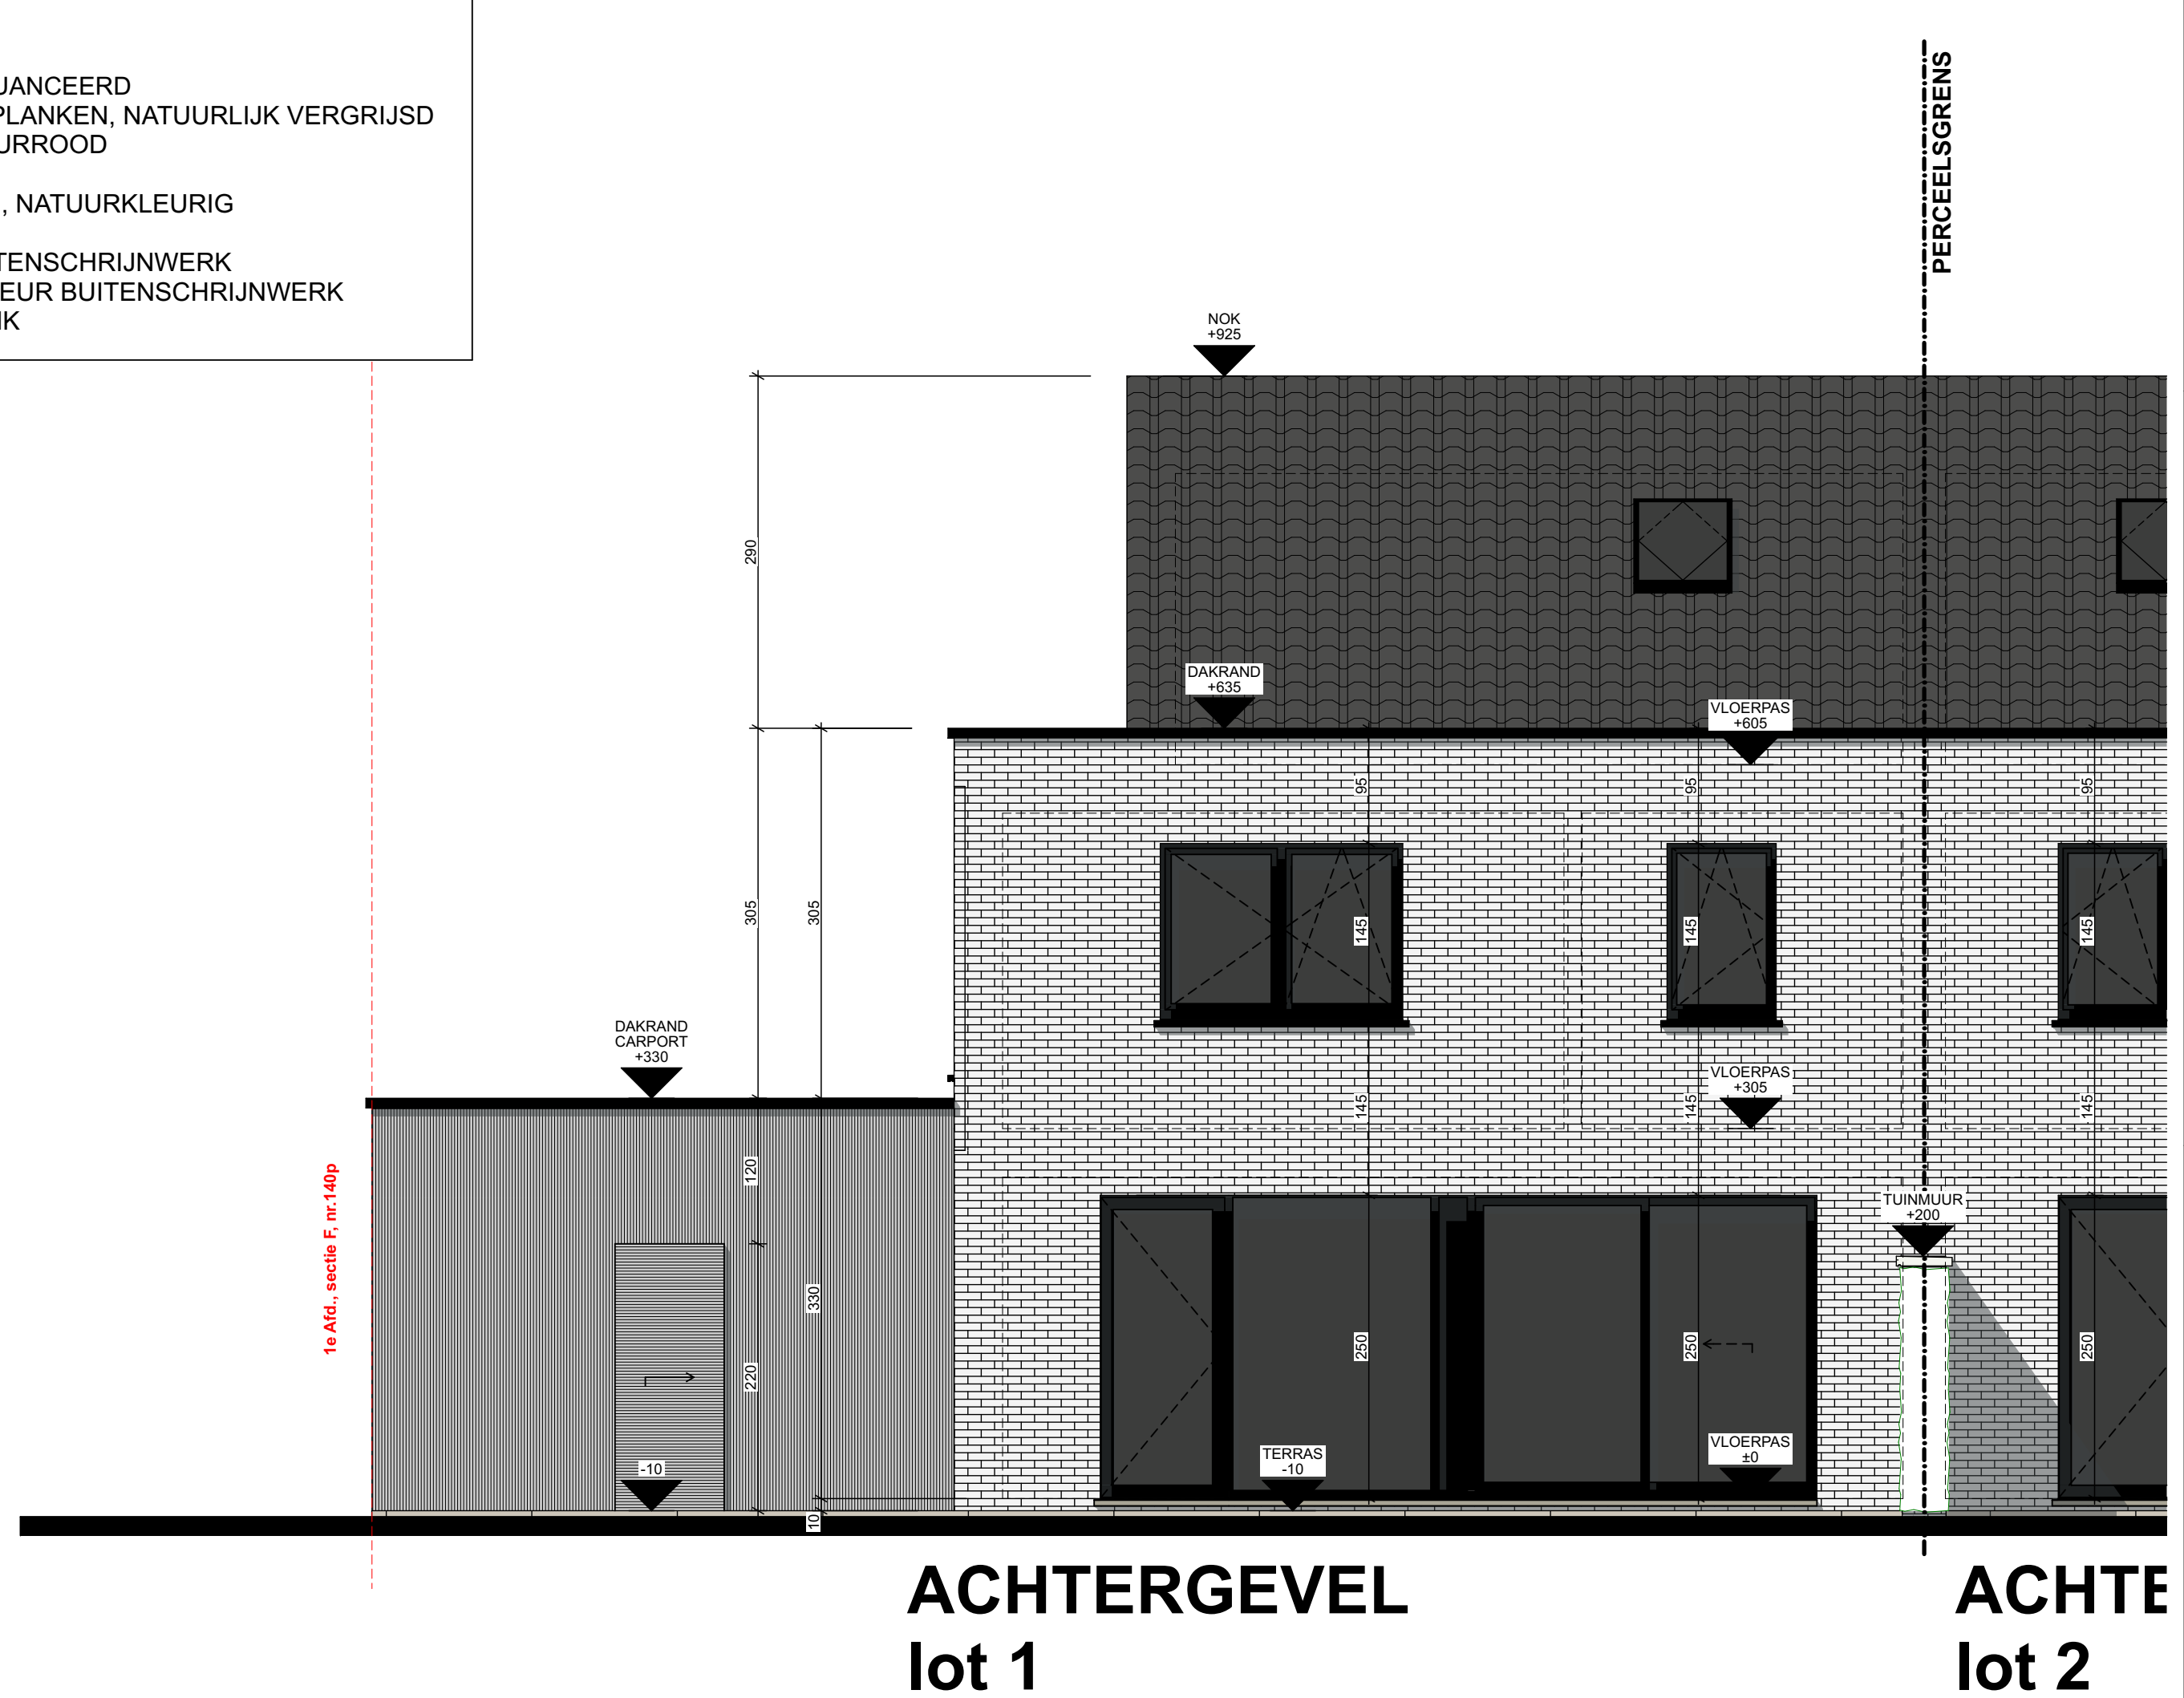 UANCEERD
PLANKEN, NATUURLIJK VERGRIJSD
URROOD
, NATUURKLEURIG
TENSCHRIJNWERK
EUR BUITENSCHRIJNWERK
IK
PERCEELSGRENS
NOK
+925
290
DAKRAND
+635
VLOERPAS
+605
95
95
95
305
305
145
145
145
DAKRAND
CARPORT
+330
VLOERPAS
+305
145
145
145
120
1e Afd., sectie F, nr.140p
TUINMUUR
+200
330
220
250
250
250
-10
TERRAS
-10
VLOERPAS
±0
10
ACHTERGEVEL
lot 1
ACHTE
lot 2